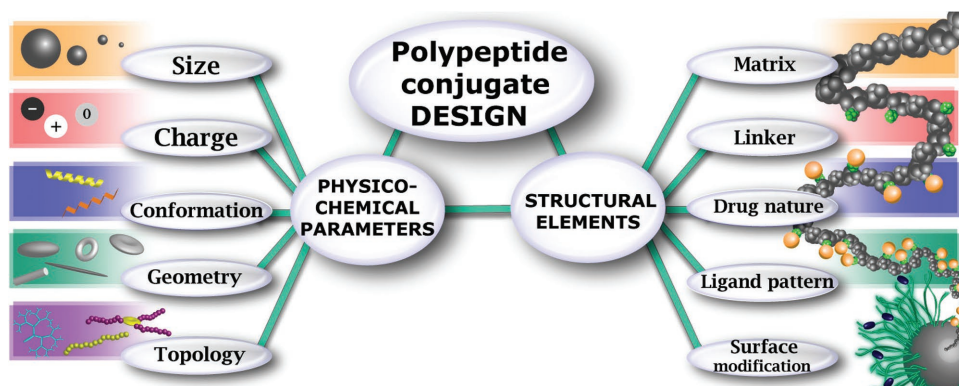 Polypeptide
conjugate
DESIGN
PHYSICO-
CHEMICAL
PARAMETERS
Size
Charge
Conformation
Geometry
Topology
−
+
0
STRUCTURAL
ELEMENTS
Matrix
Linker
Drug nature
Ligand pattern
Surface
modification